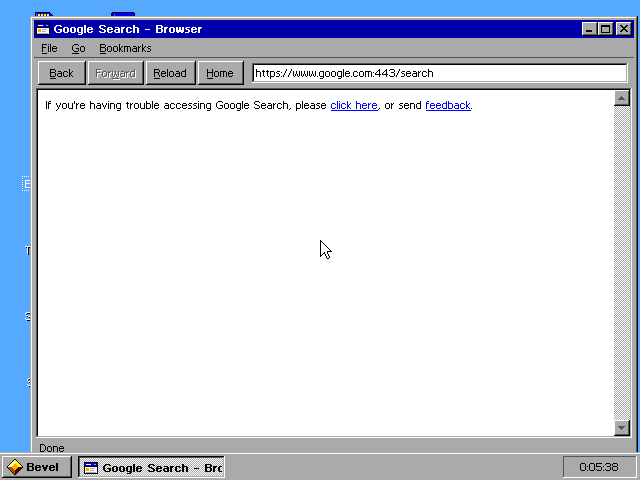 Google Search - Browser
File Go Bookmarks
Back Forward Reload Home https://www.google.com:443/search
If you're having trouble accessing Google Search, please click here, or send feedback.
Done
Bevel Google Search - Bro 0:05:38